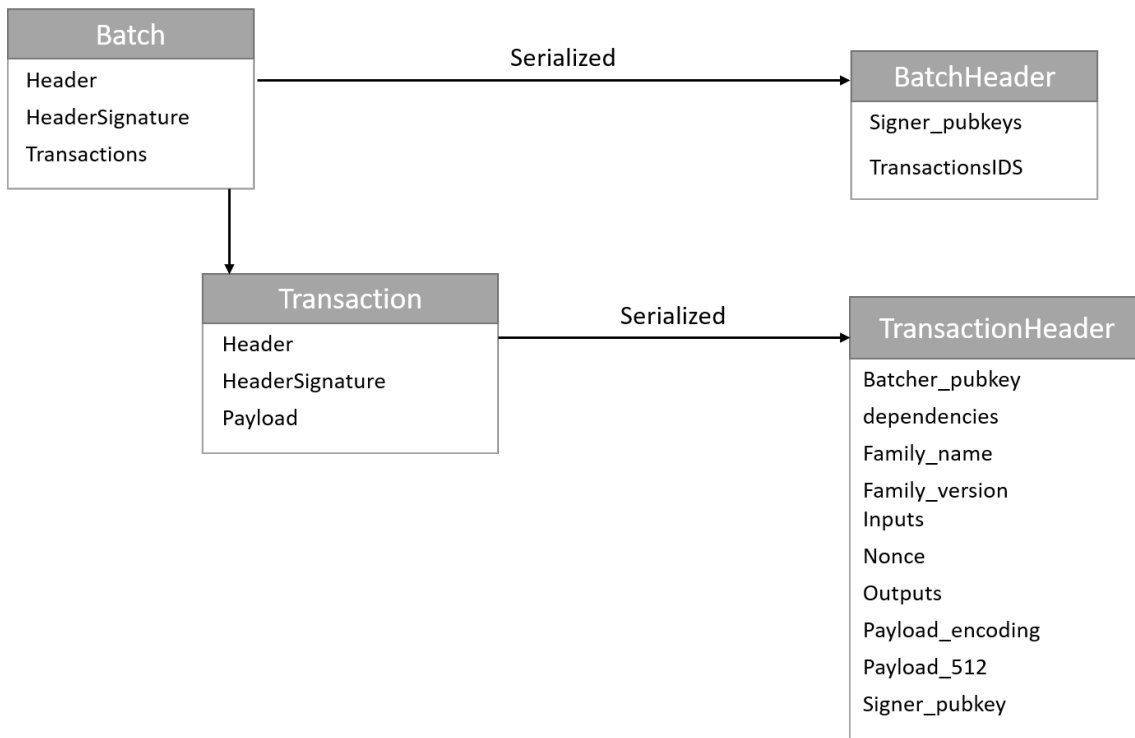 Batch
Header
HeaderSignature
Transactions
Serialized
BatchHeader
Signer_pubkeys
TransactionsIDS
Transaction
Header
HeaderSignature
Payload
Serialized
TransactionHeader
Batcher_pubkey
dependencies
Family_name
Family_version
Inputs
Nonce
Outputs
Payload_encoding
Payload_512
Signer_pubkey